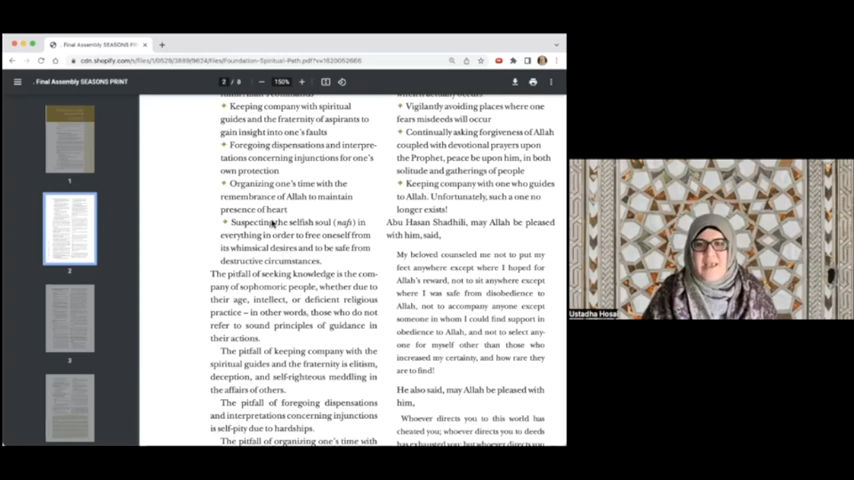 . Final Assembly SEASONS PRINT
cdn.shopify.com/s/files/1/0529/3889/9624/files/Foundation-Spiritual-Path.pdf?v=1620052686
. Final Assembly SEASONS PRINT
2 / 8
150%
1
2
3
✦ Keeping company with spiritual
guides and the fraternity of aspirants to
gain insight into one's faults
✦ Foregoing dispensations and interpre-
tations concerning injunctions for one's
own protection
✦ Organizing one's time with the
remembrance of Allah to maintain
presence of heart
✦ Suspecting the selfish soul (nafs) in
everything in order to free oneself from
its whimsical desires and to be safe from
destructive circumstances.
The pitfall of seeking knowledge is the com-
pany of sophomoric people, whether due to
their age, intellect, or deficient religious
practice – in other words, those who do not
refer to sound principles of guidance in
their actions.
The pitfall of keeping company with the
spiritual guides and the fraternity is elitism,
deception, and self-righteous meddling in
the affairs of others.
The pitfall of foregoing dispensations
and interpretations concerning injunctions
is self-pity due to hardships.
The pitfall of organizing one's time with
✦ Vigilantly avoiding places where one
fears misdeeds will occur
✦ Continually asking forgiveness of Allah
coupled with devotional prayers upon
the Prophet, peace be upon him, in both
solitude and gatherings of people
✦ Keeping company with one who guides
to Allah. Unfortunately, such a one no
longer exists!
Abu Hasan Shadhili, may Allah be pleased
with him, said,
My beloved counseled me not to put my
feet anywhere except where I hoped for
Allah's reward, not to sit anywhere except
where I was safe from disobedience to
Allah, not to accompany anyone except
someone in whom I could find support in
obedience to Allah, and not to select any-
one for myself other than those who
increased my certainty, and how rare they
are to find!
He also said, may Allah be pleased with
him,
Whoever directs you to this world has
cheated you; whoever directs you to deeds
has exhausted you; but whoever directs you
Ustadha Hosai